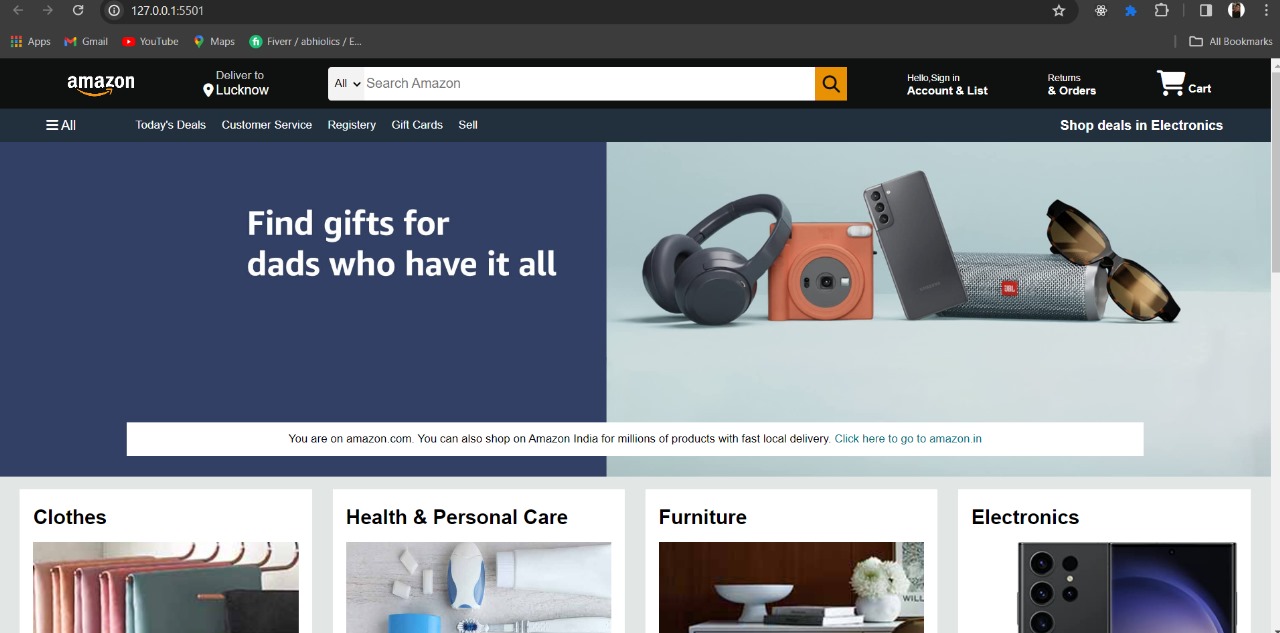 127.0.0.1:5501
Apps Gmail YouTube Maps Fiverr / abhiolics / E... All Bookmarks
amazon
Deliver to
Lucknow
All Search Amazon
Hello,Sign in
Account & List
Returns
& Orders
Cart
All Today's Deals Customer Service Registery Gift Cards Sell Shop deals in Electronics
Find gifts for
dads who have it all
JBL
You are on amazon.com. You can also shop on Amazon India for millions of products with fast local delivery. Click here to go to amazon.in
Clothes Health & Personal Care Furniture Electronics
WILL